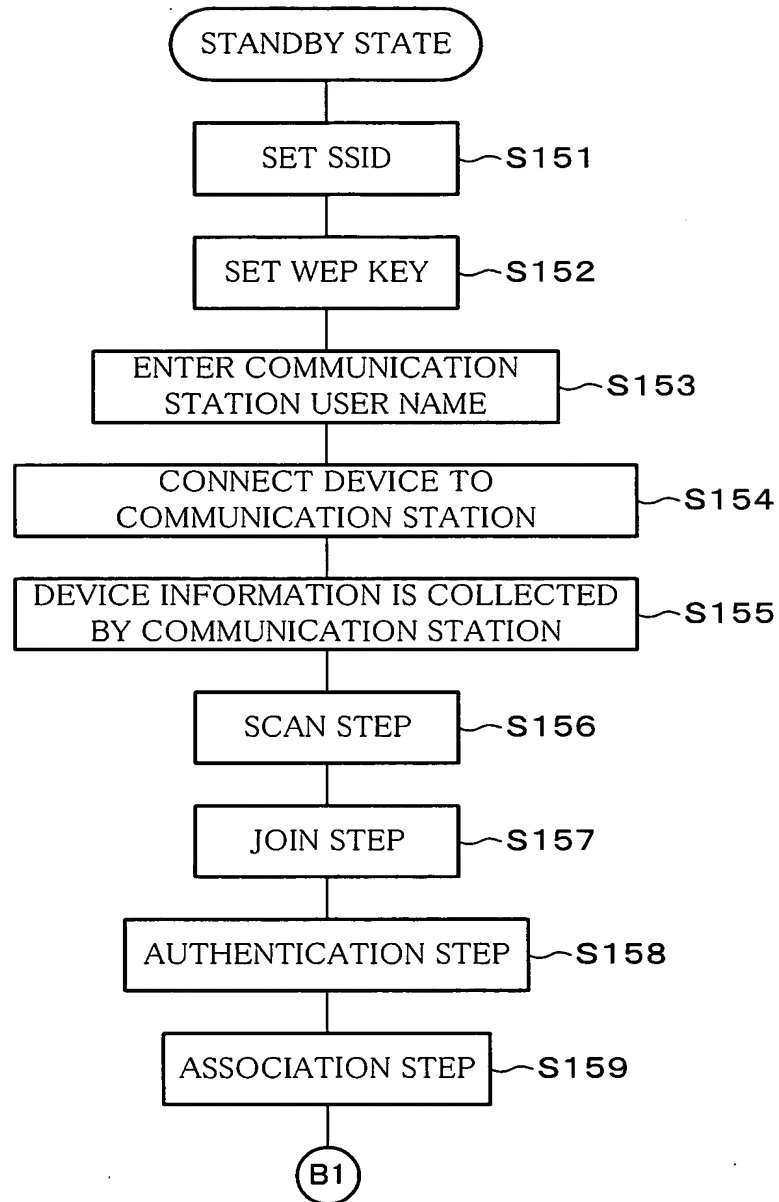 STANDBY STATE
SET SSID
S151
SET WEP KEY
S152
ENTER COMMUNICATION
STATION USER NAME
S153
CONNECT DEVICE TO
COMMUNICATION STATION
S154
DEVICE INFORMATION IS COLLECTED
BY COMMUNICATION STATION
S155
SCAN STEP
S156
JOIN STEP
S157
AUTHENTICATION STEP
S158
ASSOCIATION STEP
S159
B1